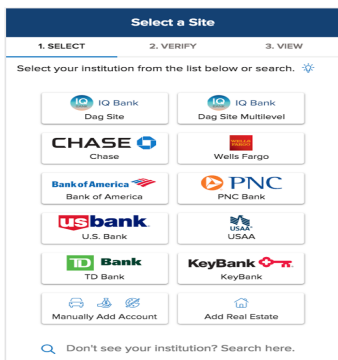 Select a Site
1. SELECT 2. VERIFY 3. VIEW
Select your institution from the list below or search.
IQ IQ Bank IQ IQ Bank
Dag Site Dag Site Multilevel
CHASE WELLS FARGO
Chase Wells Fargo
Bank of America PNC
Bank of America PNC Bank
usbank. USAA
U.S. Bank USAA
TD Bank KeyBank
TD Bank KeyBank
Manually Add Account Add Real Estate
Don't see your institution? Search here.